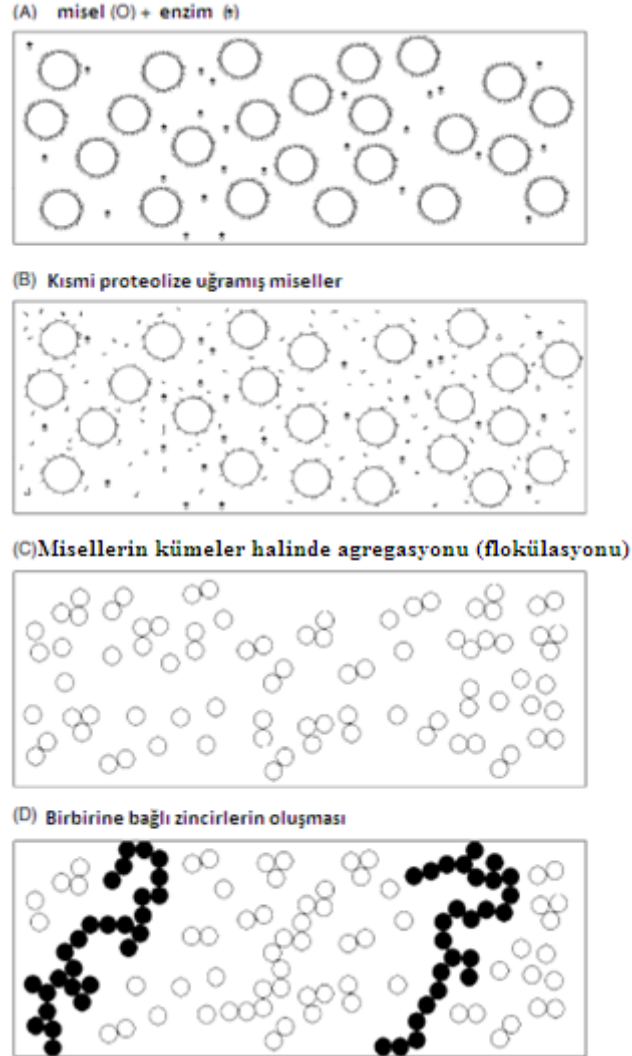 (A) misel (O) + enzim (↟)
(B) Kısmi proteolize uğramış miseller
(C)Misellerin kümeler halinde agregasyonu (flokülasyonu)
(D) Birbirine bağlı zincirlerin oluşması